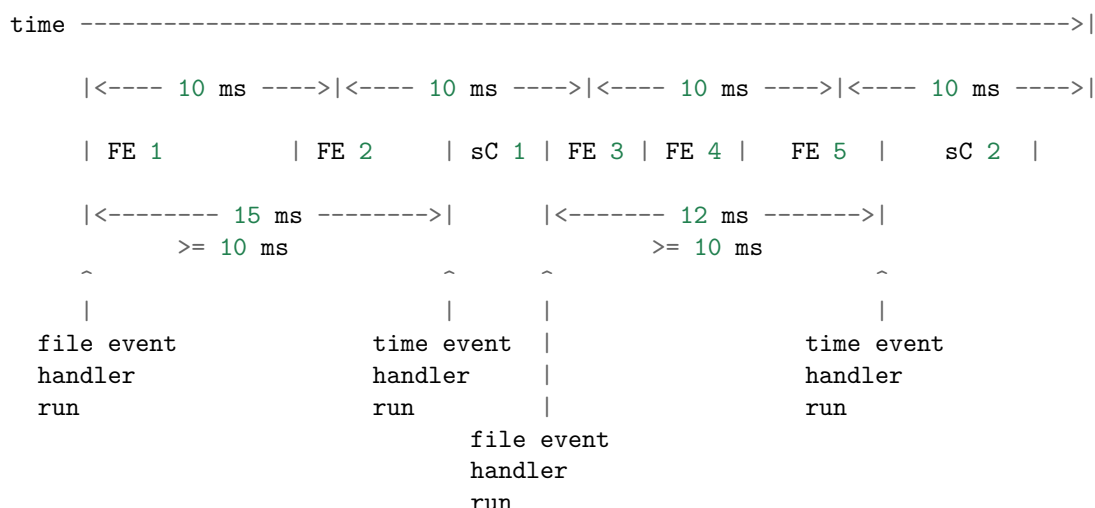 time ----------------------------------------------------------------------->|
|<---- 10 ms ---->|<---- 10 ms ---->|<---- 10 ms ---->|<---- 10 ms ---->|
| FE 1 | FE 2 | sC 1 | FE 3 | FE 4 | FE 5 | sC 2 |
|<-------- 15 ms -------->| |<------- 12 ms ------->|
>= 10 ms >= 10 ms
^ ^ ^ ^
| | | |
file event time event | time event
handler handler | handler
run run | run
file event
handler
run